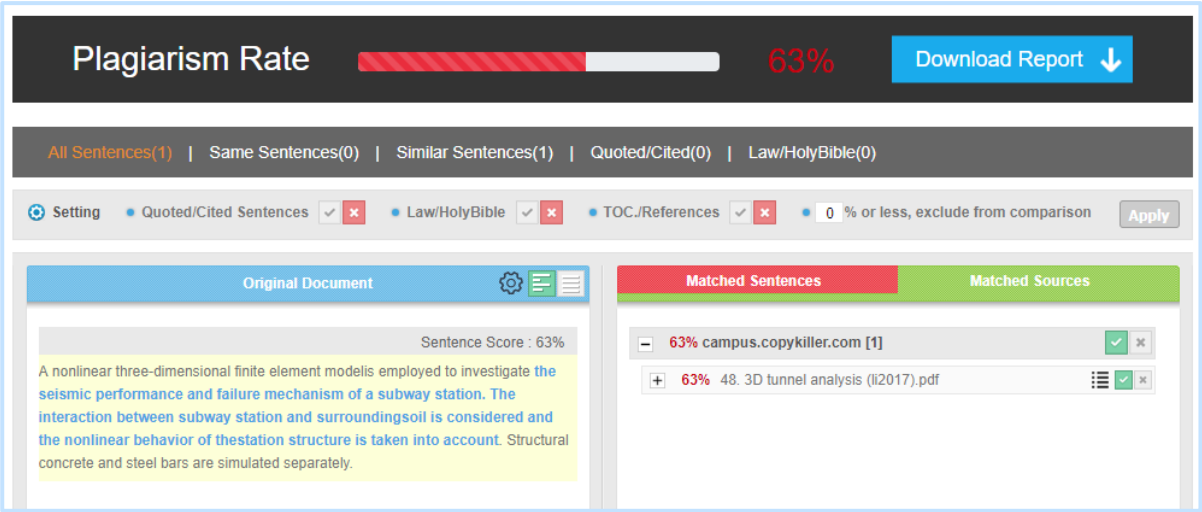 Plagiarism Rate 63% Download Report
All Sentences(1) | Same Sentences(0) | Similar Sentences(1) | Quoted/Cited(0) | Law/HolyBible(0)
Setting • Quoted/Cited Sentences • Law/HolyBible • TOC./References • 0 % or less, exclude from comparison Apply
Original Document
Sentence Score : 63%
A nonlinear three-dimensional finite element modelis employed to investigate the
seismic performance and failure mechanism of a subway station. The
interaction between subway station and surroundingsoil is considered and
the nonlinear behavior of thestation structure is taken into account. Structural
concrete and steel bars are simulated separately.
Matched Sentences Matched Sources
63% campus.copykiller.com [1]
63% 48. 3D tunnel analysis (li2017).pdf